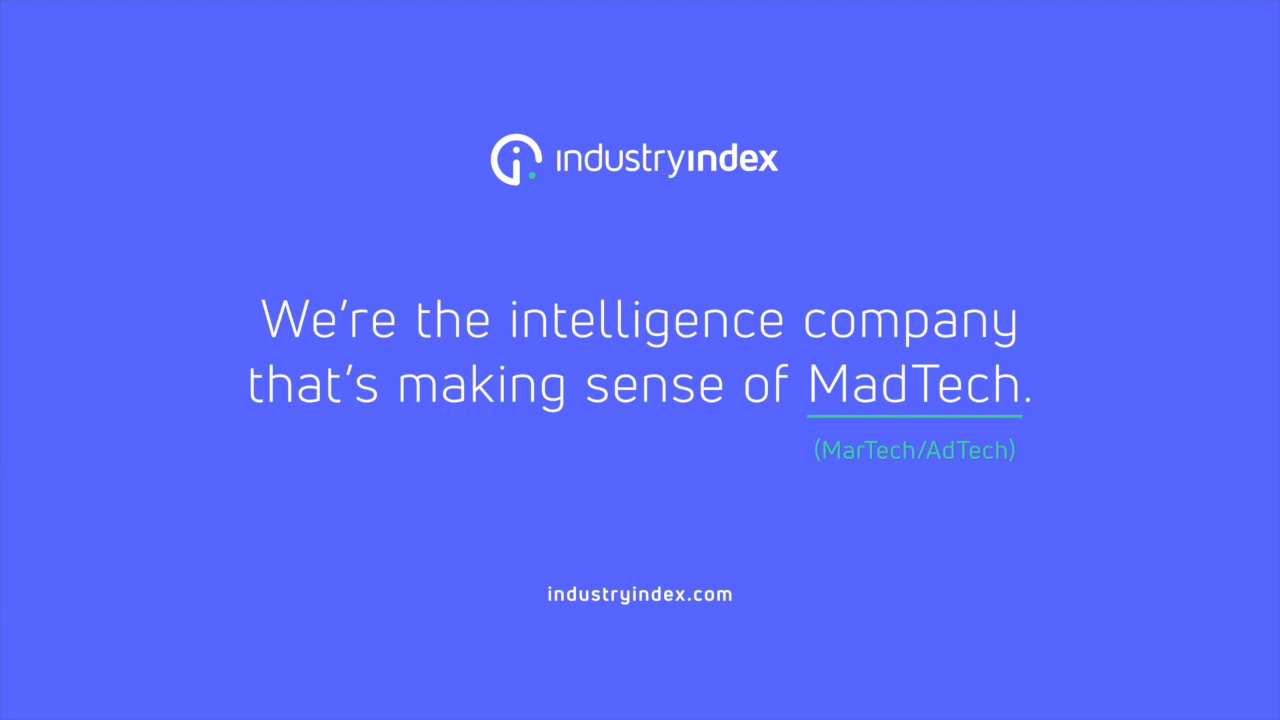 industryindex
We're the intelligence company
that's making sense of MadTech.
(MarTech/AdTech)
industryindex.com